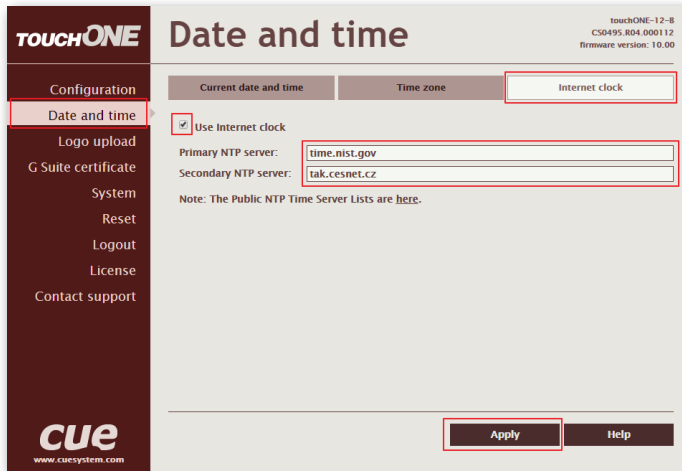 TOUCHONE
Date and time
touchONE-12-B
CS0495.R04.000112
firmware version: 10.00
Configuration
Date and time
Logo upload
G Suite certificate
System
Reset
Logout
License
Contact support
Current date and time
Time zone
Internet clock
Use Internet clock
Primary NTP server:
time.nist.gov
Secondary NTP server:
tak.cesnet.cz
Note: The Public NTP Time Server Lists are here.
Apply
Help
cue
www.cuesystem.com